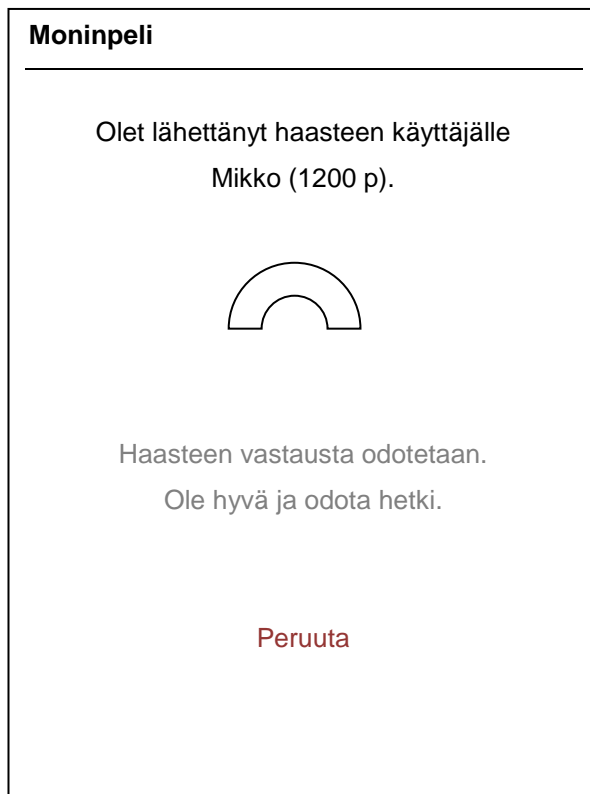 Moninpeli
Olet lähettänyt haasteen käyttäjälle
Mikko (1200 p).
Haasteen vastausta odotetaan.
Ole hyvä ja odota hetki.
Peruuta